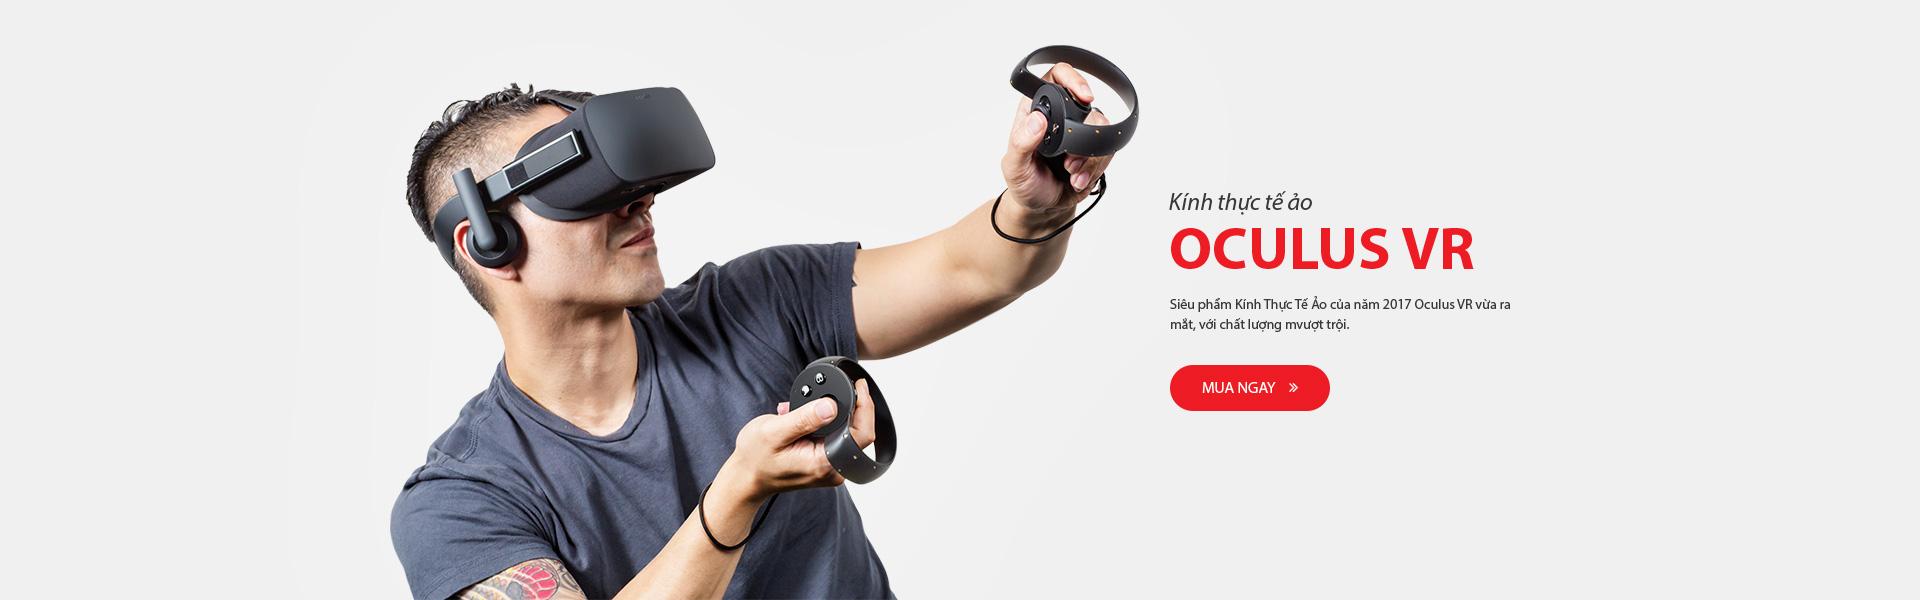 Kính thực tế ảo
OCULUS VR
Siêu phẩm Kính Thực Tế Ảo của năm 2017 Oculus VR vừa ra
mắt, với chất lượng mvượt trội.
MUA NGAY »